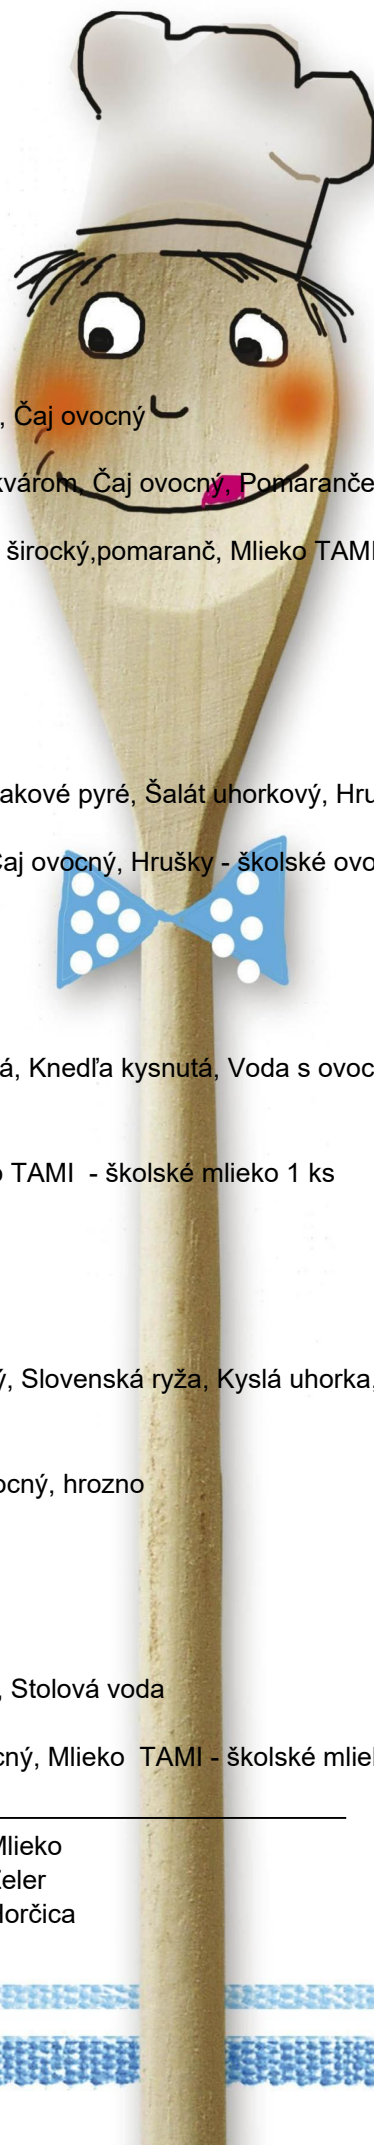 , Čaj ovocný
kvárom, Čaj ovocný, Pomaranče
širocký,pomaranč, Mlieko TAMI
akové pyré, Šalát uhorkový, Hru
Čaj ovocný, Hrušky - školské ovo
á, Knedľa kysnutá, Voda s ovoc
o TAMI - školské mlieko 1 ks
ý, Slovenská ryža, Kyslá uhorka,
ocný, hrozno
, Stolová voda
cný, Mlieko TAMI - školské mliek
Mlieko
Zeler
Horčica